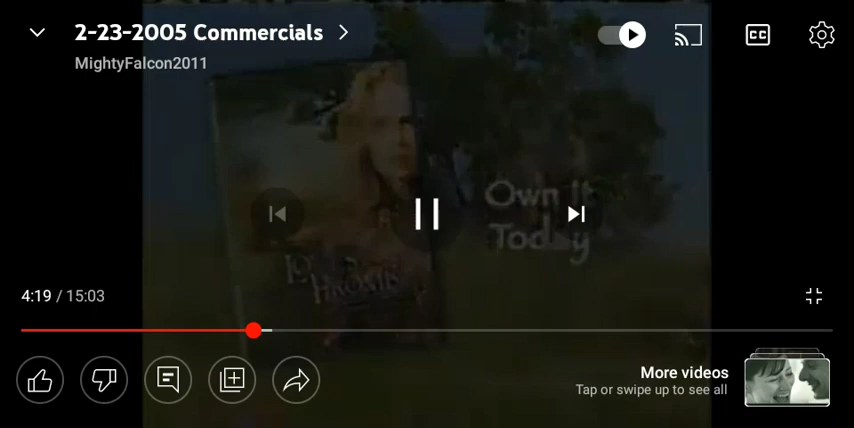 2-23-2005 Commercials
MightyFalcon2011
CC
Own it
Today
4:19 / 15:03
More videos
Tap or swipe up to see all